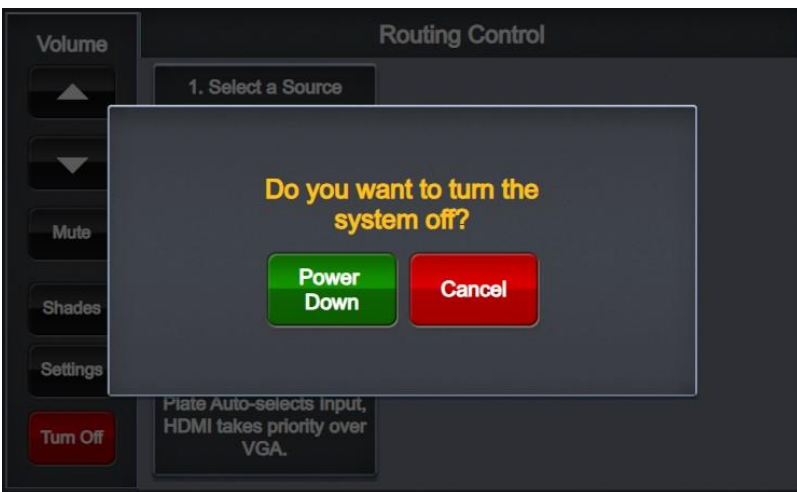 Volume
Routing Control
1. Select a Source
Do you want to turn the
system off?
Power
Down
Cancel
Mute
Shades
Settings
Turn Off
Plate Auto-selects Input,
HDMI takes priority over
VGA.